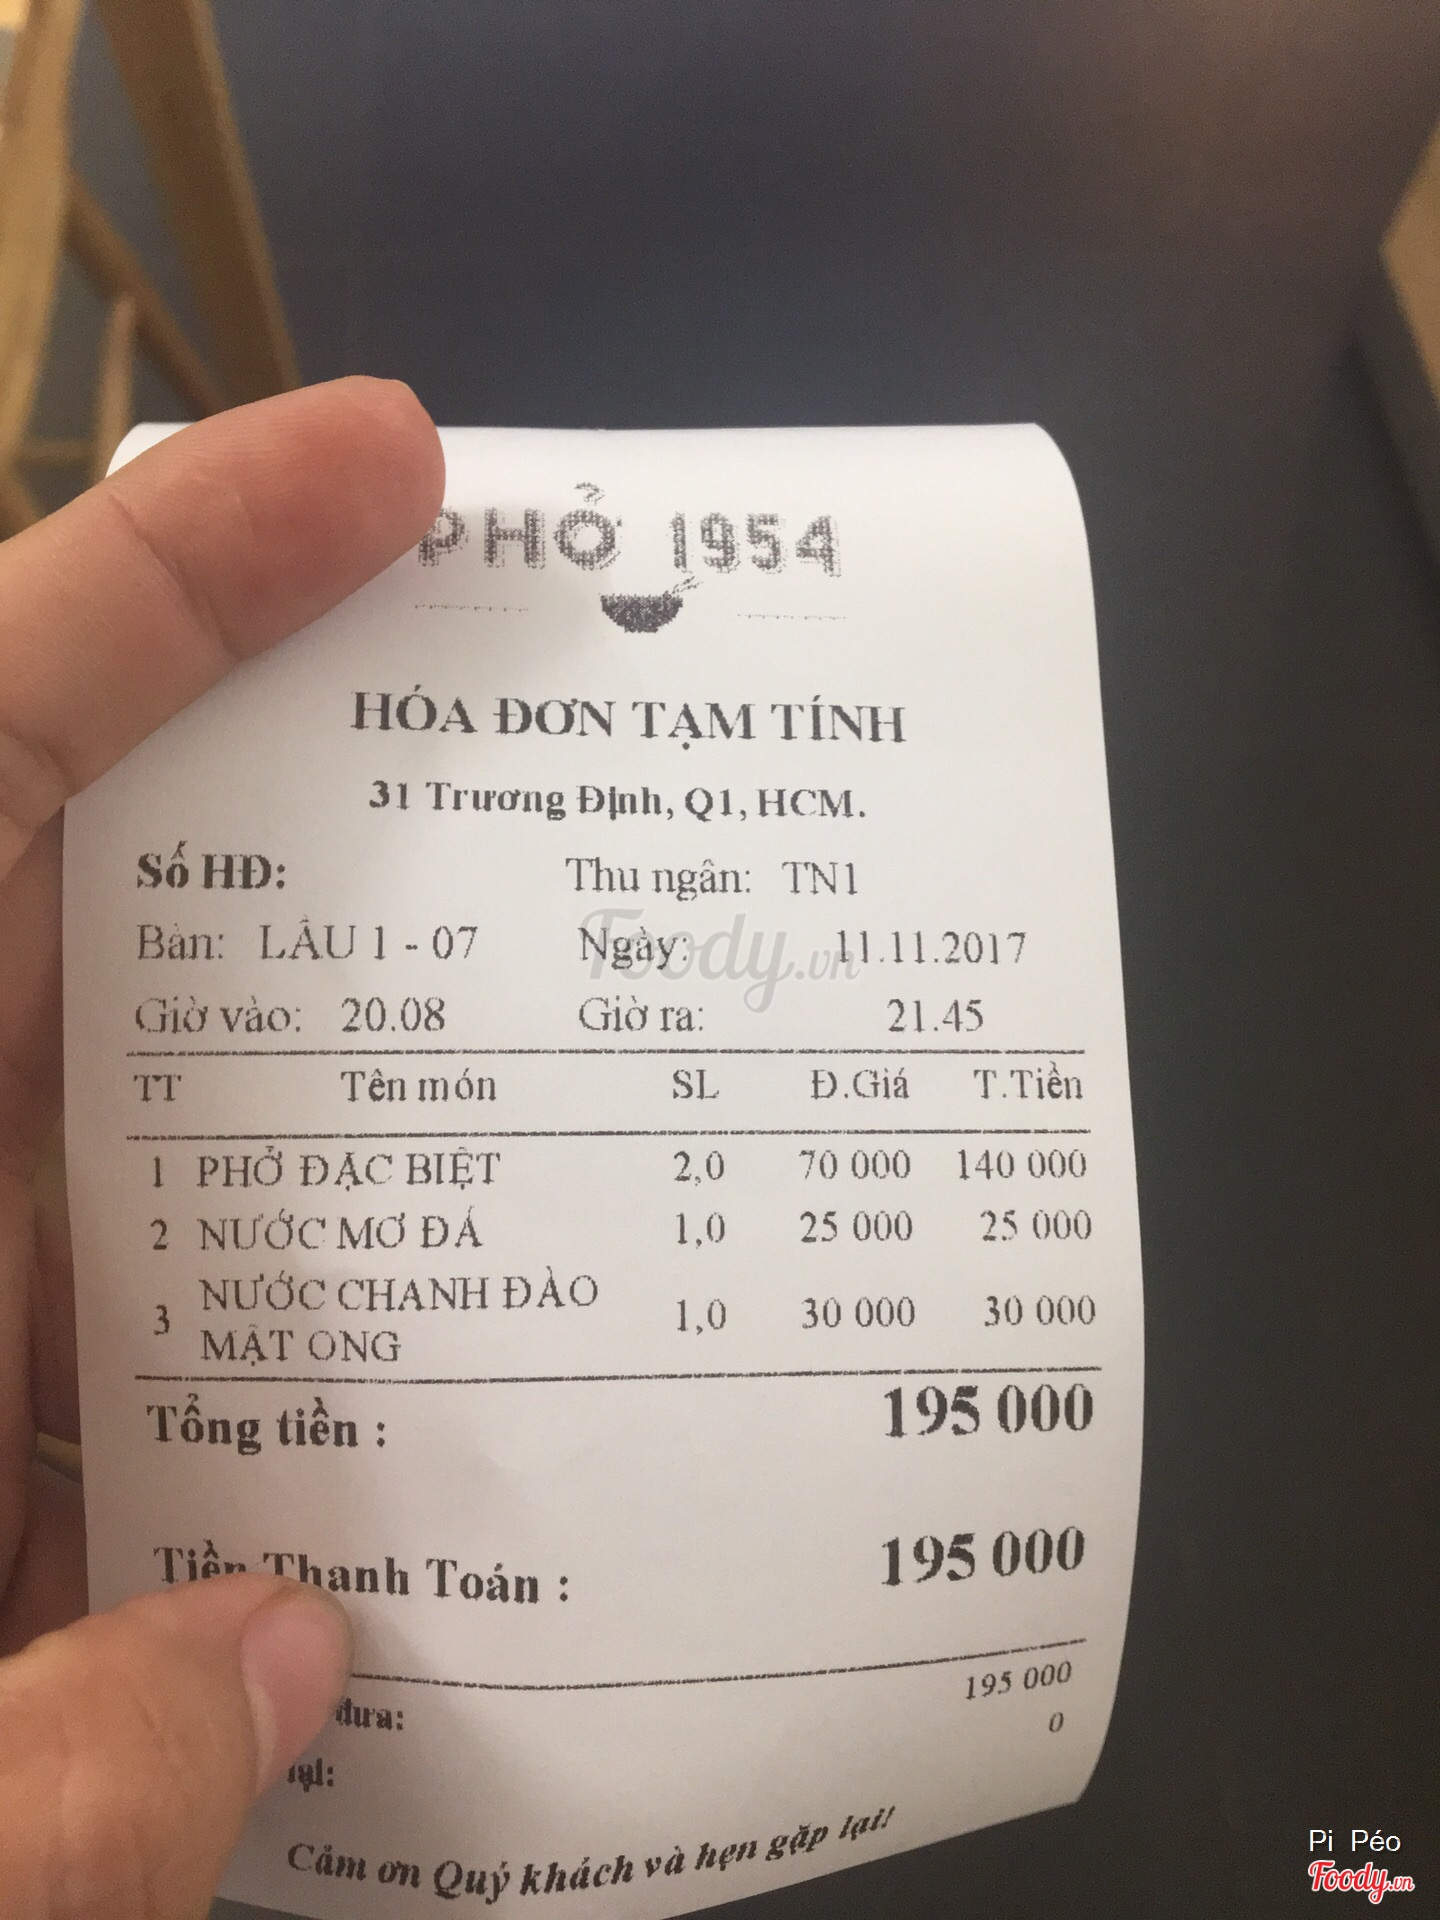 PHỞ 1954
HÓA ĐƠN TẠM TÍNH
31 Trương Định, Q1, HCM.
Số HĐ: Thu ngân: TN1
Bàn: LẦU 1 - 07 Ngày: 11.11.2017
Giờ vào: 20.08 Giờ ra: 21.45
TT Tên món SL Đ.Giá T.Tiền
1 PHỞ ĐẶC BIỆT 2,0 70 000 140 000
2 NƯỚC MƠ ĐÁ 1,0 25 000 25 000
NƯỚC CHANH ĐÀO
3 1,0 30 000 30 000
MẬT ONG
Tổng tiền : 195 000
Tiền Thanh Toán : 195 000
đưa: 195 000
0
Cảm ơn Quý khách và hẹn gặp lại!
Foody.vn
Pi Péo
Foody.vn